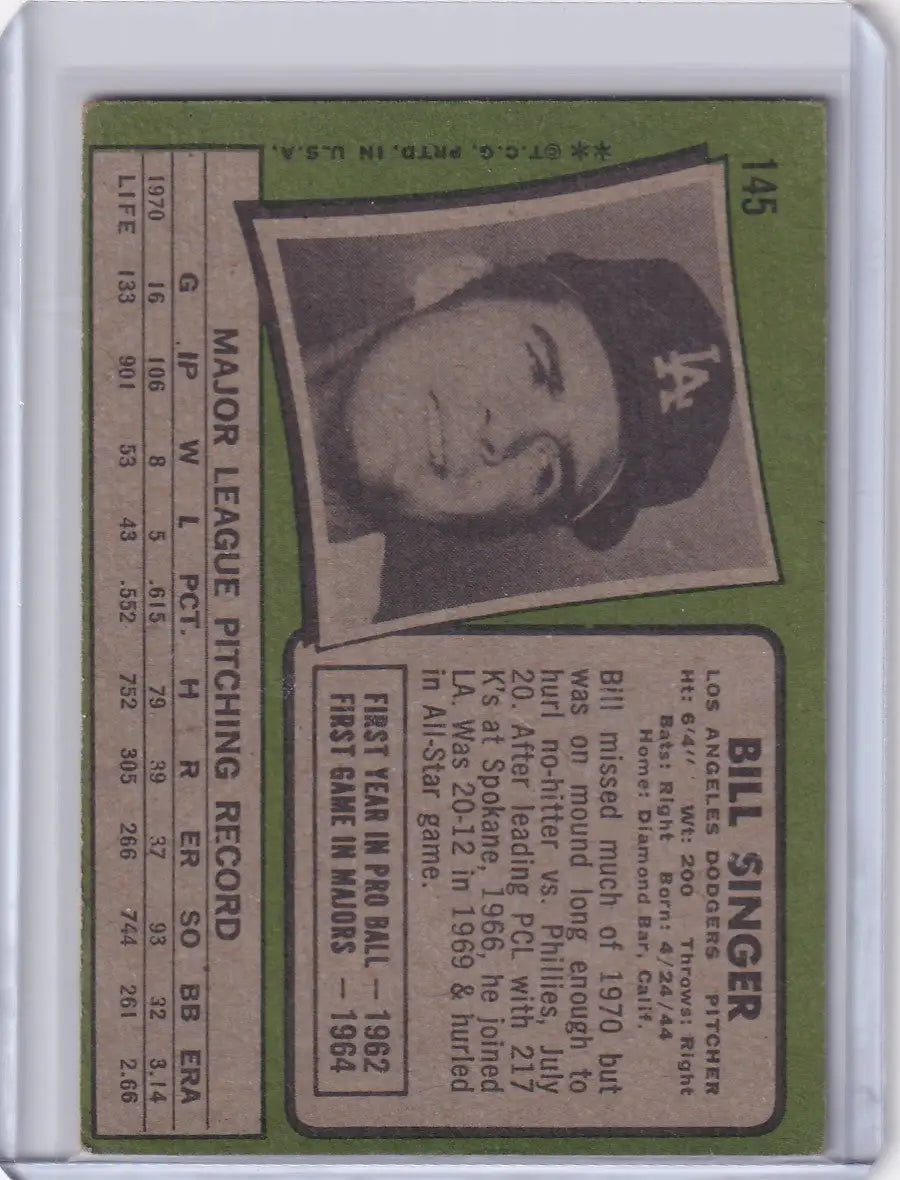 145
**©T.C.G. PRTD. IN U.S.A.
LA
BILL SINGER
LOS ANGELES DODGERS PITCHER
Ht: 6'4" Wt: 200 Throws: Right
Bats: Right Born: 4/24/44
Home: Diamond Bar, Calif.
Bill missed much of 1970 but
was on mound long enough to
hurl no-hitter vs. Phillies, July
20. After leading PCL with 217
K's at Spokane, 1966, he joined
LA. Was 20-12 in 1969 & hurled
in All-Star game.
FIRST YEAR IN PRO BALL — 1962
FIRST GAME IN MAJORS — 1964
MAJOR LEAGUE PITCHING RECORD
G IP W L PCT. H R ER SO BB ERA
1970 16 106 8 5 .615 79 39 37 93 32 3.14
LIFE 133 901 53 43 .552 752 305 266 744 261 2.66